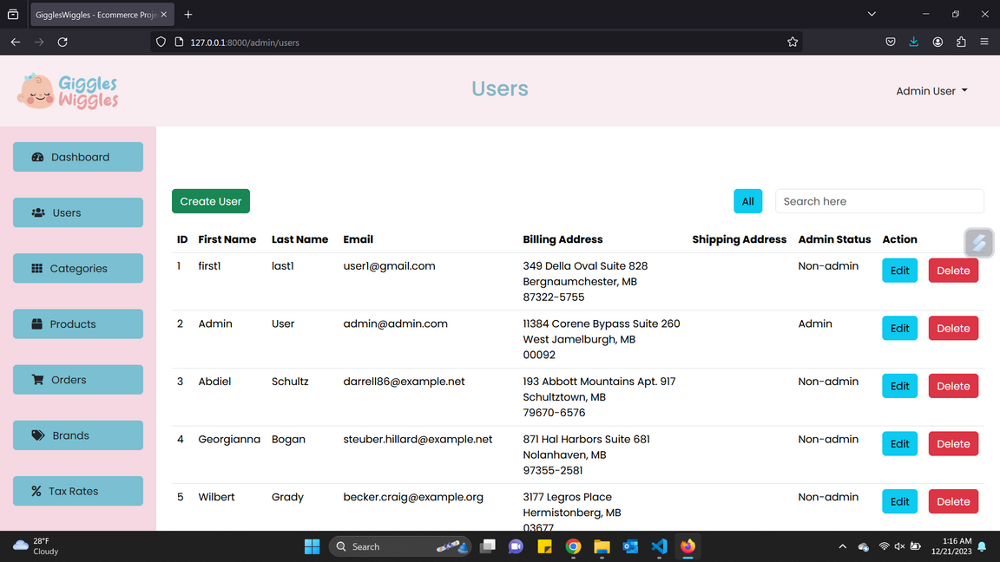 GigglesWiggles - Ecommerce Proje
127.0.0.1:8000/admin/users
Giggles
Wiggles
Users
Admin User
Dashboard
Users
Categories
Products
Orders
Brands
Tax Rates
Create User
All
Search here
ID First Name Last Name Email Billing Address Shipping Address Admin Status Action
1 first1 last1 user1@gmail.com 349 Della Oval Suite 828 Non-admin Edit Delete
Bergnaumchester, MB
87322-5755
2 Admin User admin@admin.com 11384 Corene Bypass Suite 260 Admin Edit Delete
West Jamelburgh, MB
00092
3 Abdiel Schultz darrell86@example.net 193 Abbott Mountains Apt. 917 Non-admin Edit Delete
Schultztown, MB
79670-6576
4 Georgianna Bogan steuber.hillard@example.net 871 Hal Harbors Suite 681 Non-admin Edit Delete
Nolanhaven, MB
97355-2581
5 Wilbert Grady becker.craig@example.org 3177 Legros Place Non-admin Edit Delete
Hermistonberg, MB
03677
28°F
Cloudy
Search
1:16 AM
12/21/2023